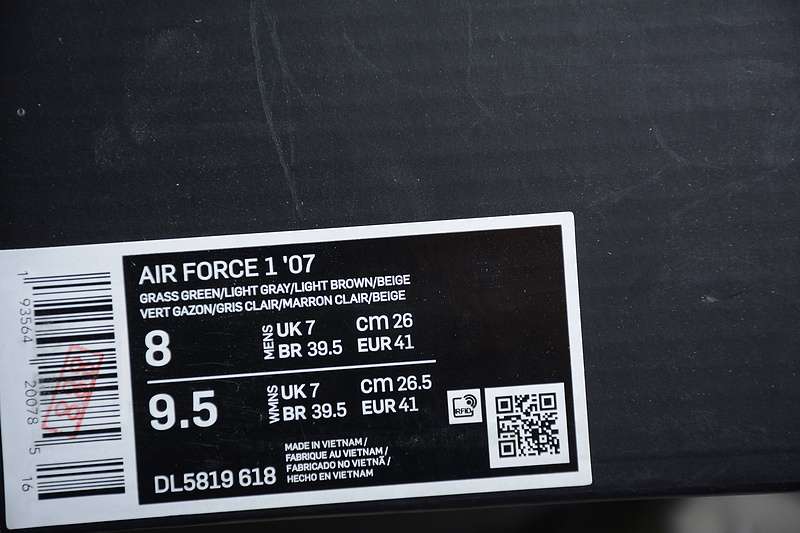 AIR FORCE 1 '07
GRASS GREEN/LIGHT GRAY/LIGHT BROWN/BEIGE
VERT GAZON/GRIS CLAIR/MARRON CLAIR/BEIGE
8
MENS
UK 7
cm 26
BR 39.5
EUR 41
9.5
WMNS
UK 7
cm 26.5
BR 39.5
EUR 41
RFID
MADE IN VIETNAM /
FABRIQUE AU VIETNAM /
FABRICADO NO VIETNÃ /
HECHO EN VIETNAM
DL5819 618
1 93564 20078 5 16